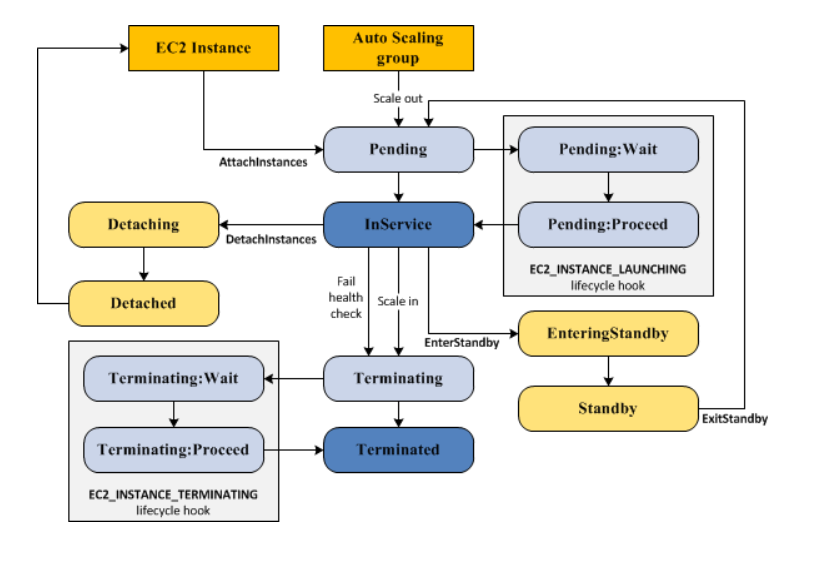 EC2 Instance
Auto Scaling
group
Scale out
Pending
AttachInstances
Pending:Wait
Detaching
DetachInstances
InService
Pending:Proceed
EC2_INSTANCE_LAUNCHING
lifecycle hook
Detached
Fail
health
check
Scale in
EnterStandby
EnteringStandby
Terminating:Wait
Terminating
Standby
ExitStandby
Terminating:Proceed
Terminated
EC2_INSTANCE_TERMINATING
lifecycle hook